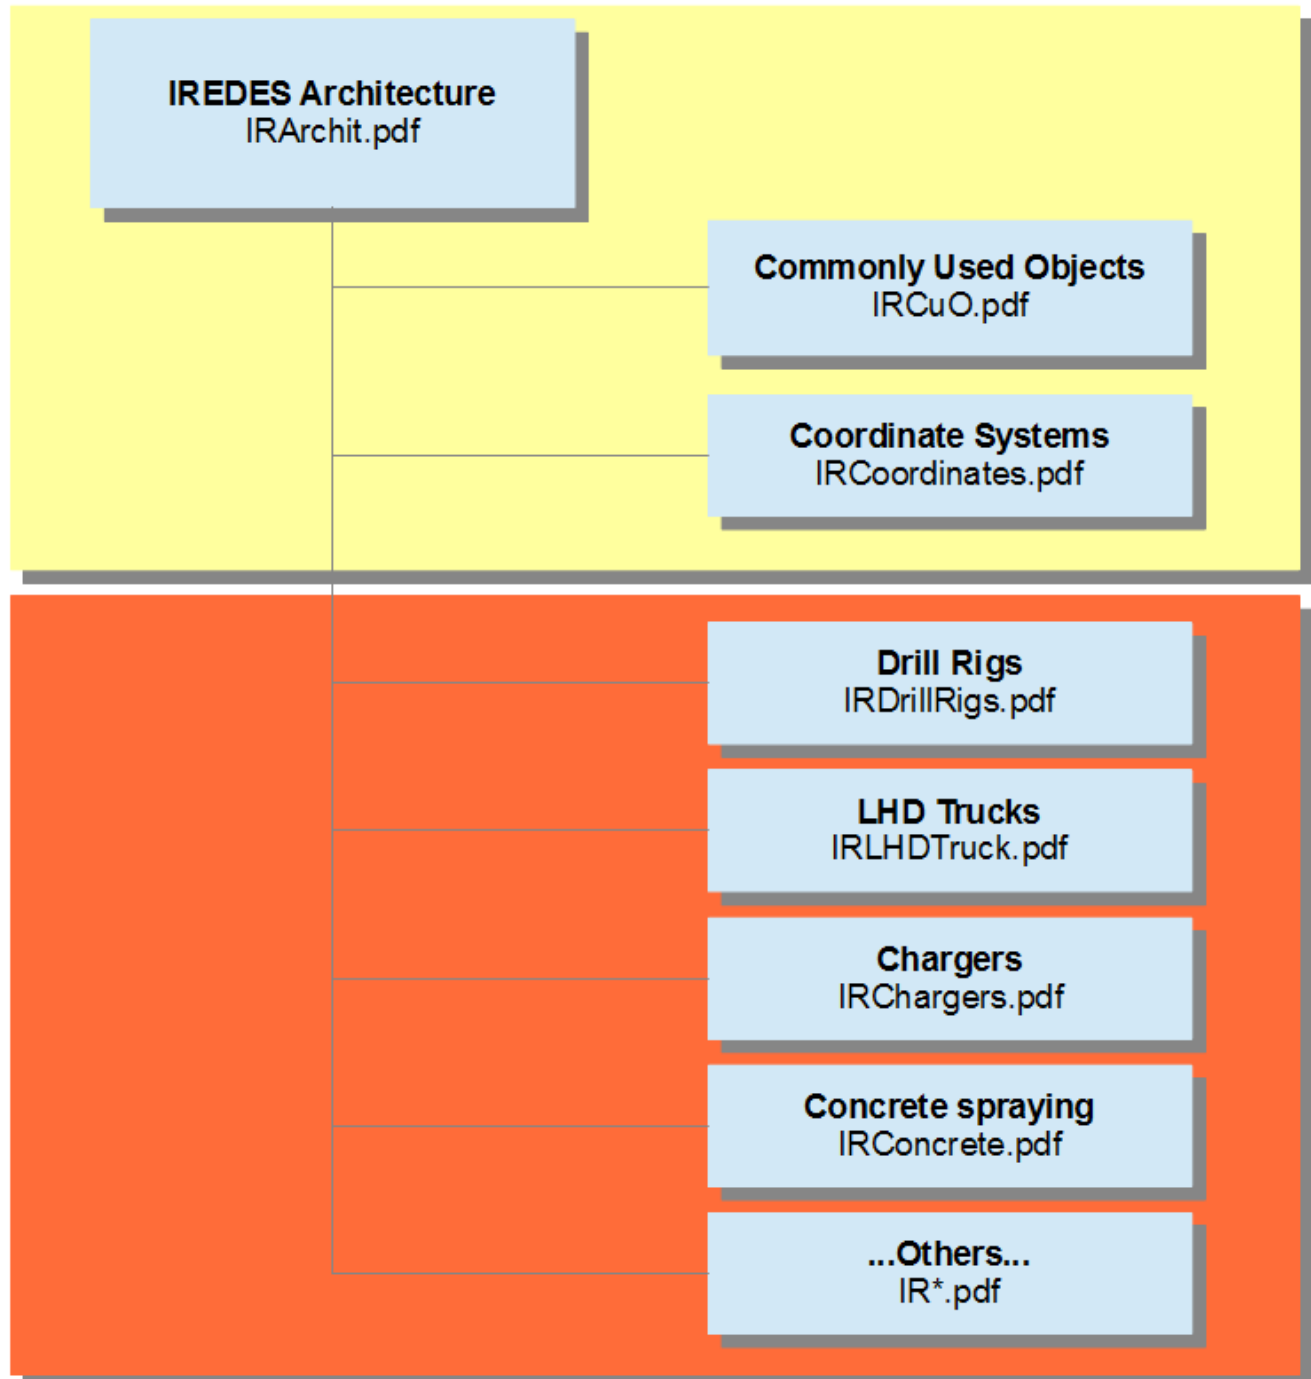 IREDES Architecture
IRArchit.pdf
Commonly Used Objects
IRCuO.pdf
Coordinate Systems
IRCoordinates.pdf
Drill Rigs
IRDrillRigs.pdf
LHD Trucks
IRLHDTruck.pdf
Chargers
IRChargers.pdf
Concrete spraying
IRConcrete.pdf
...Others...
IR*.pdf